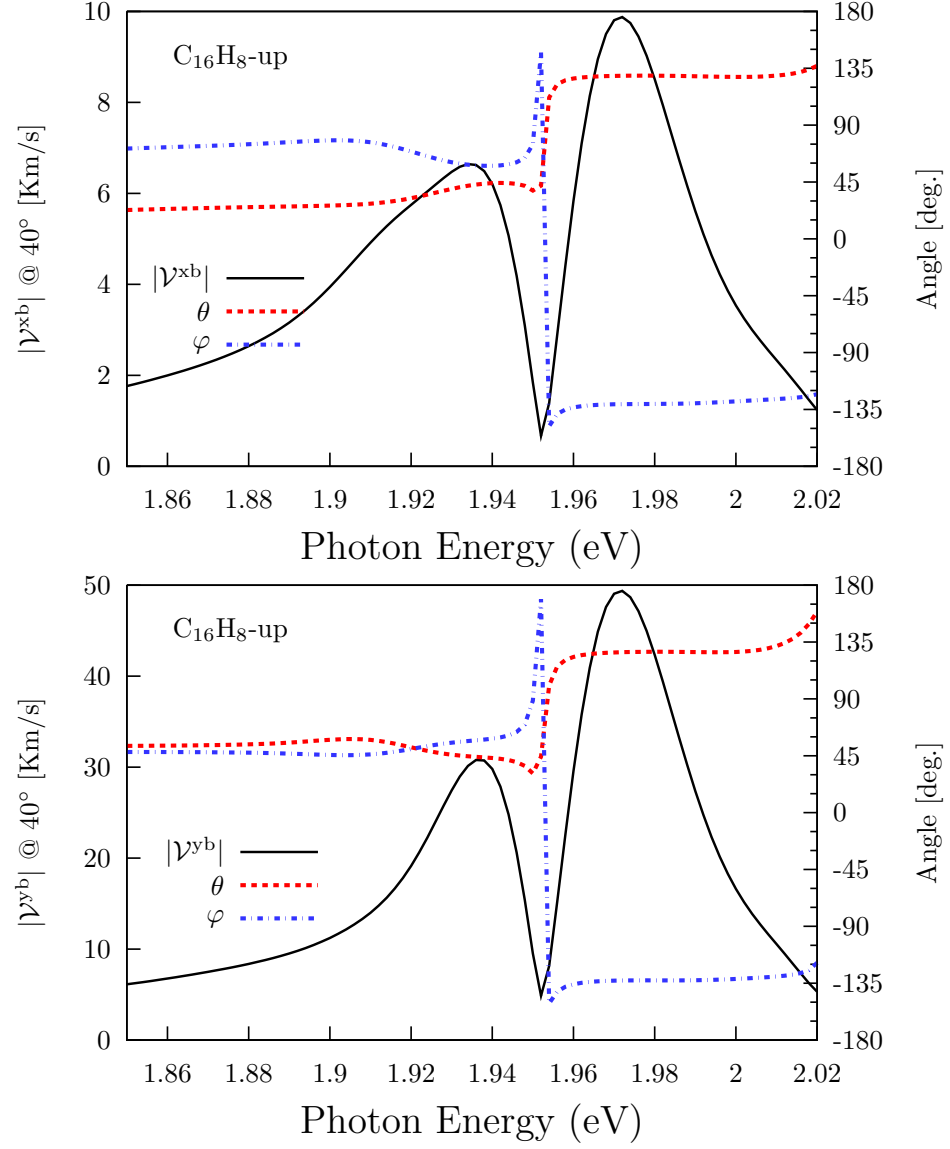 C₁₆H₈-up
|𝒱ˣᵇ| @ 40° [Km/s]
10
8
6
4
2
0
|𝒱ˣᵇ|
θ
φ
180
135
90
45
0
-45
-90
-135
-180
Angle [deg.]
1.86 1.88 1.9 1.92 1.94 1.96 1.98 2 2.02
Photon Energy (eV)
C₁₆H₈-up
|𝒱ʸᵇ| @ 40° [Km/s]
50
40
30
20
10
0
|𝒱ʸᵇ|
θ
φ
180
135
90
45
0
-45
-90
-135
-180
Angle [deg.]
1.86 1.88 1.9 1.92 1.94 1.96 1.98 2 2.02
Photon Energy (eV)